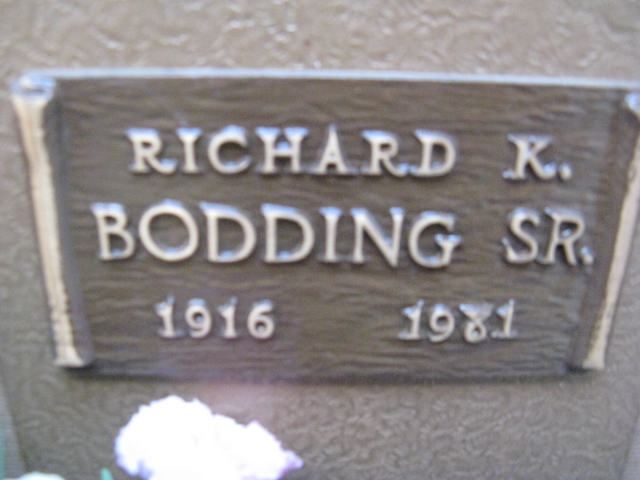 RICHARD K.
BODDING SR.
1916 1981